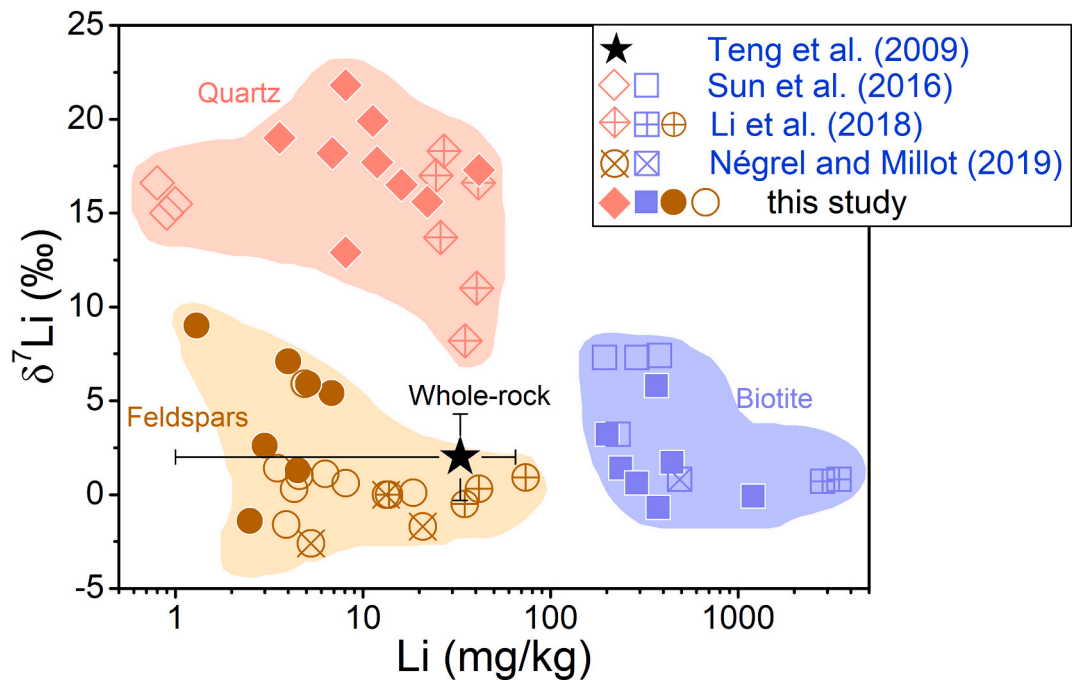 25
20
15
10
5
0
-5
δ⁷Li (‰)
1
10
100
1000
Li (mg/kg)
Quartz
Feldspars
Whole-rock
Biotite
Teng et al. (2009)
Sun et al. (2016)
Li et al. (2018)
Négrel and Millot (2019)
this study